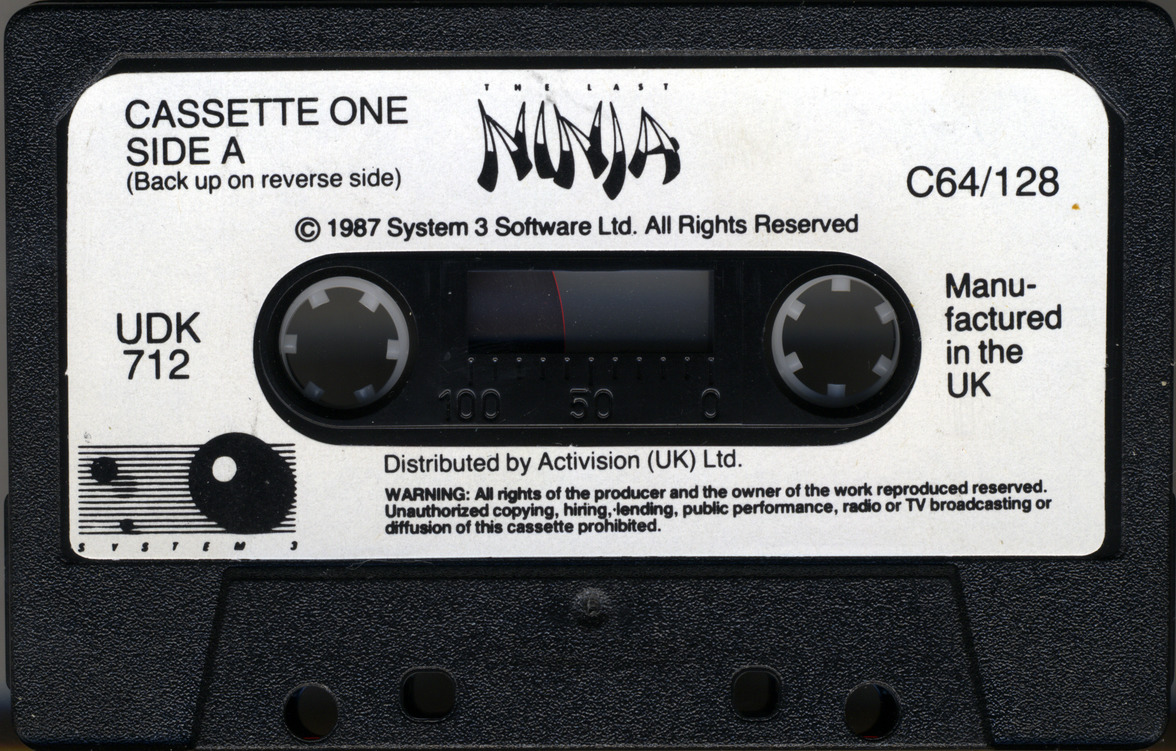 CASSETTE ONE
SIDE A
(Back up on reverse side)
THE LAST
NINJA
C64/128
© 1987 System 3 Software Ltd. All Rights Reserved
UDK
712
Manu-
factured
in the
UK
100 50 0
Distributed by Activision (UK) Ltd.
WARNING: All rights of the producer and the owner of the work reproduced reserved.
Unauthorized copying, hiring, lending, public performance, radio or TV broadcasting or
diffusion of this cassette prohibited.
SYSTEM 3